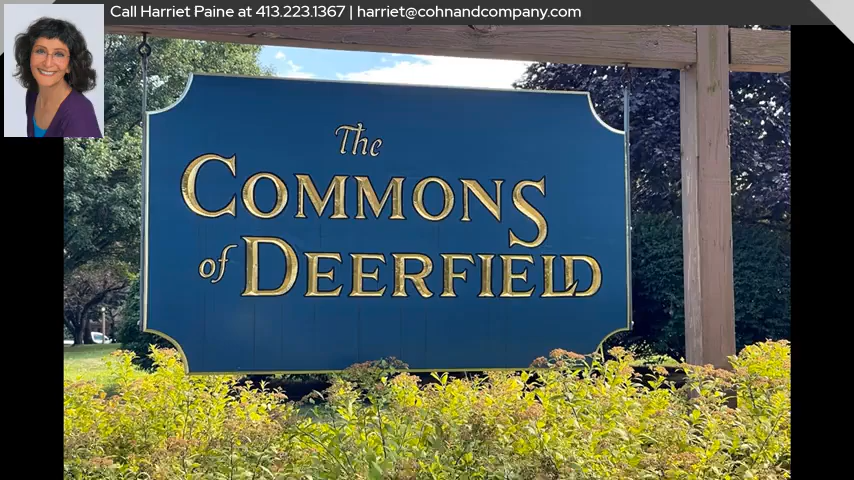 Call Harriet Paine at 413.223.1367 | harriet@cohnandcompany.com
The
COMMONS
of DEERFIELD